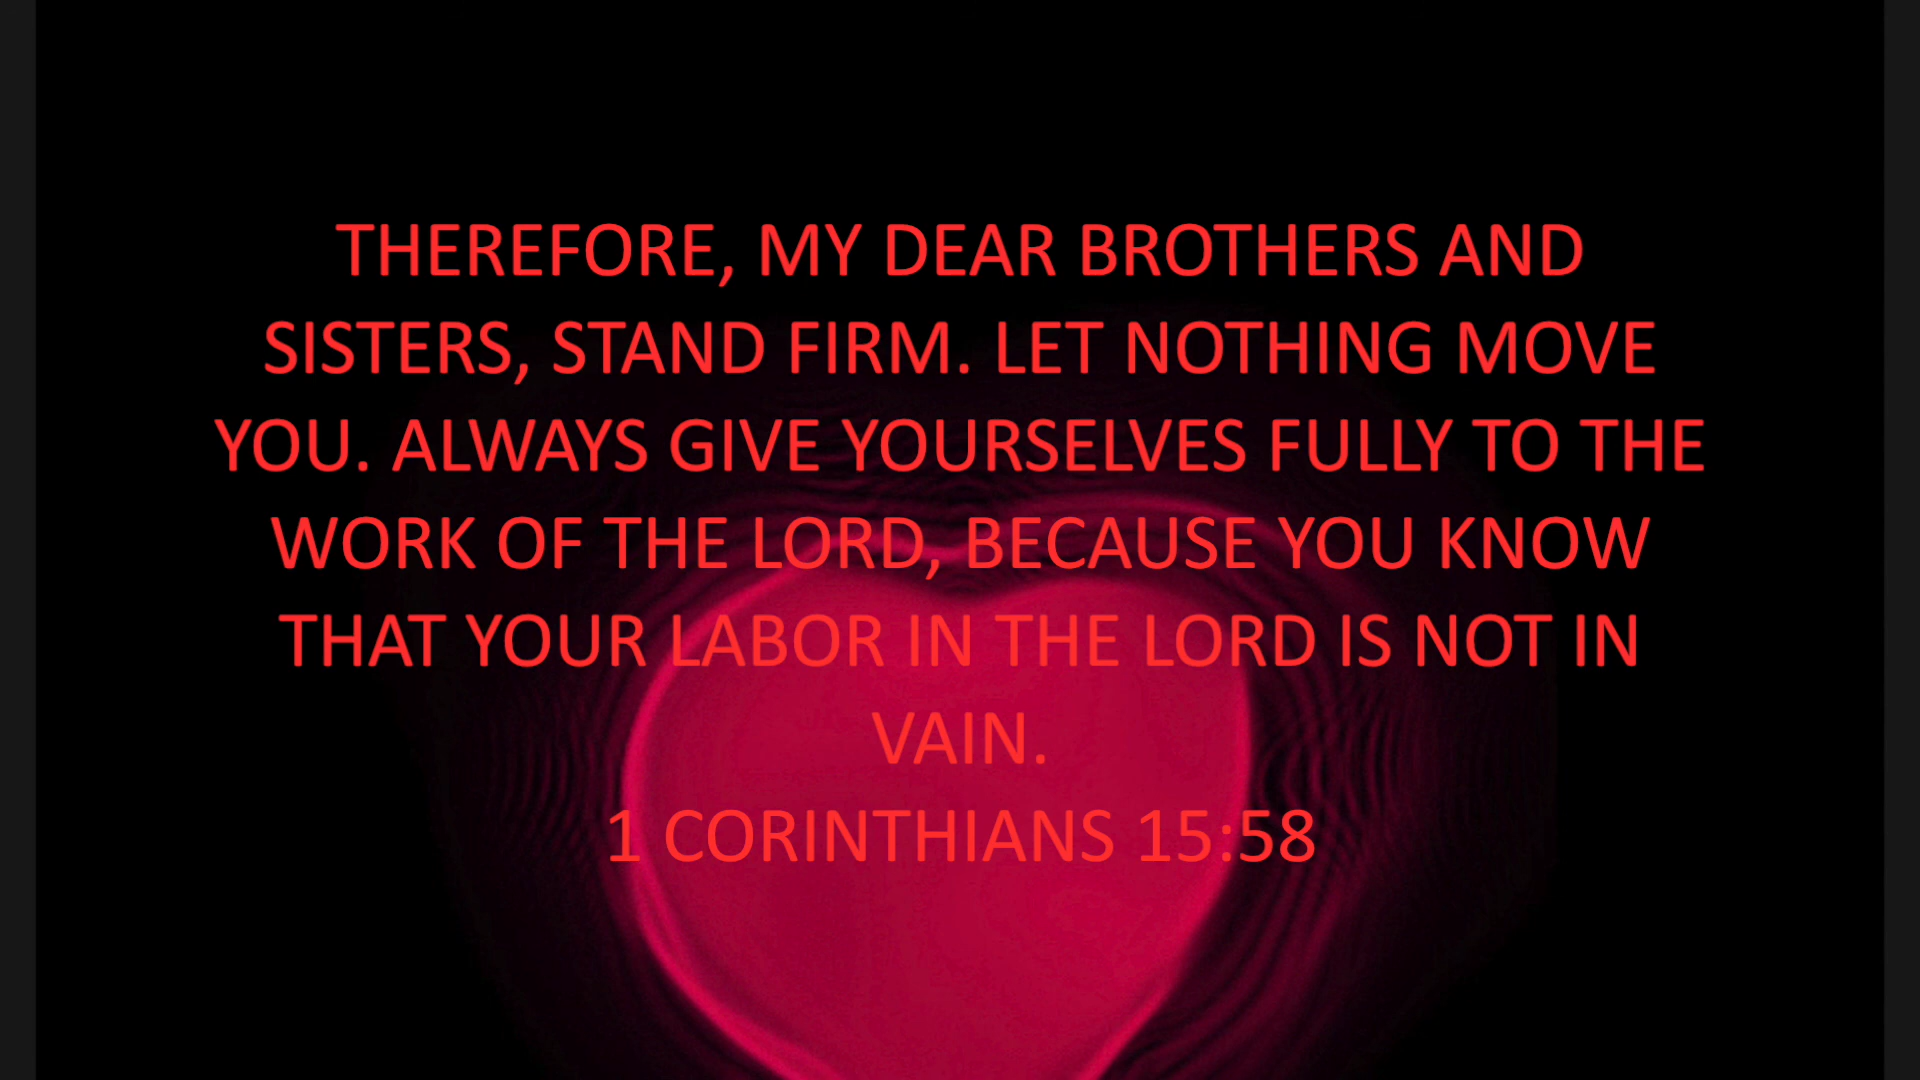 THEREFORE, MY DEAR BROTHERS AND
SISTERS, STAND FIRM. LET NOTHING MOVE
YOU. ALWAYS GIVE YOURSELVES FULLY TO THE
WORK OF THE LORD, BECAUSE YOU KNOW
THAT YOUR LABOR IN THE LORD IS NOT IN
VAIN.
1 CORINTHIANS 15:58